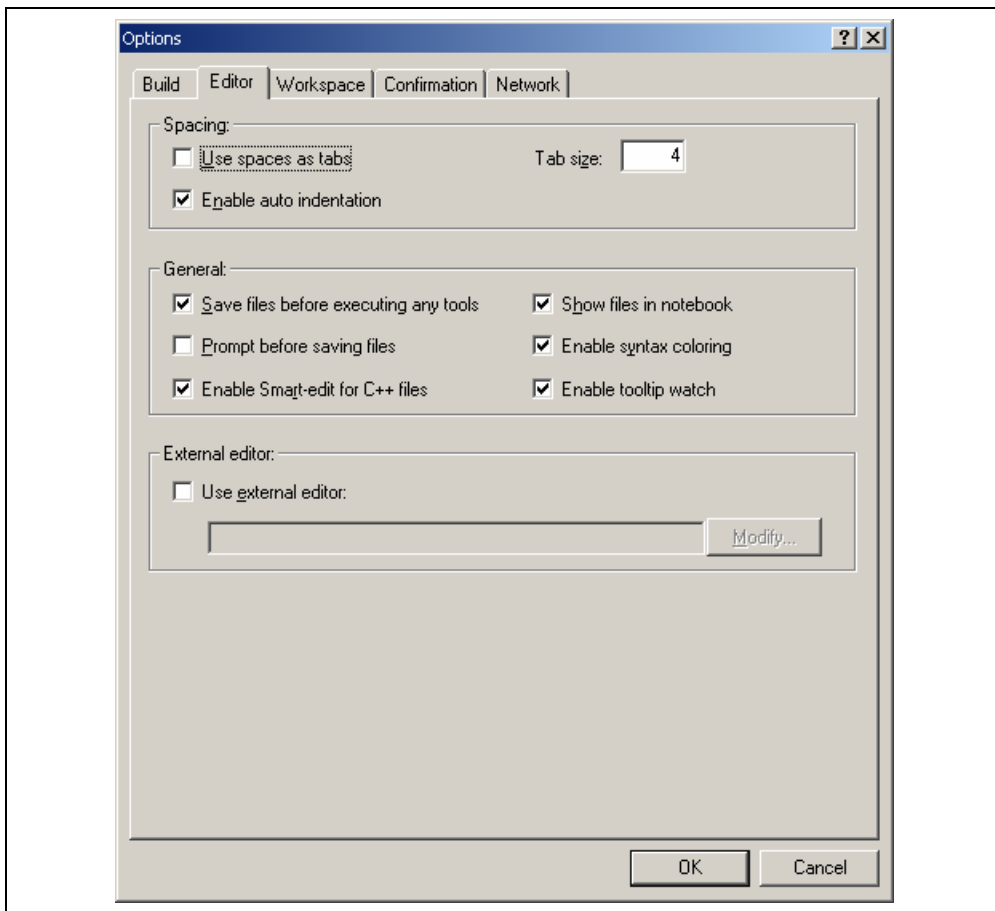 Options
Build Editor Workspace Confirmation Network
Spacing:
Use spaces as tabs Tab size: 4
Enable auto indentation
General:
Save files before executing any tools Show files in notebook
Prompt before saving files Enable syntax coloring
Enable Smart-edit for C++ files Enable tooltip watch
External editor:
Use external editor:
Modify...
OK Cancel